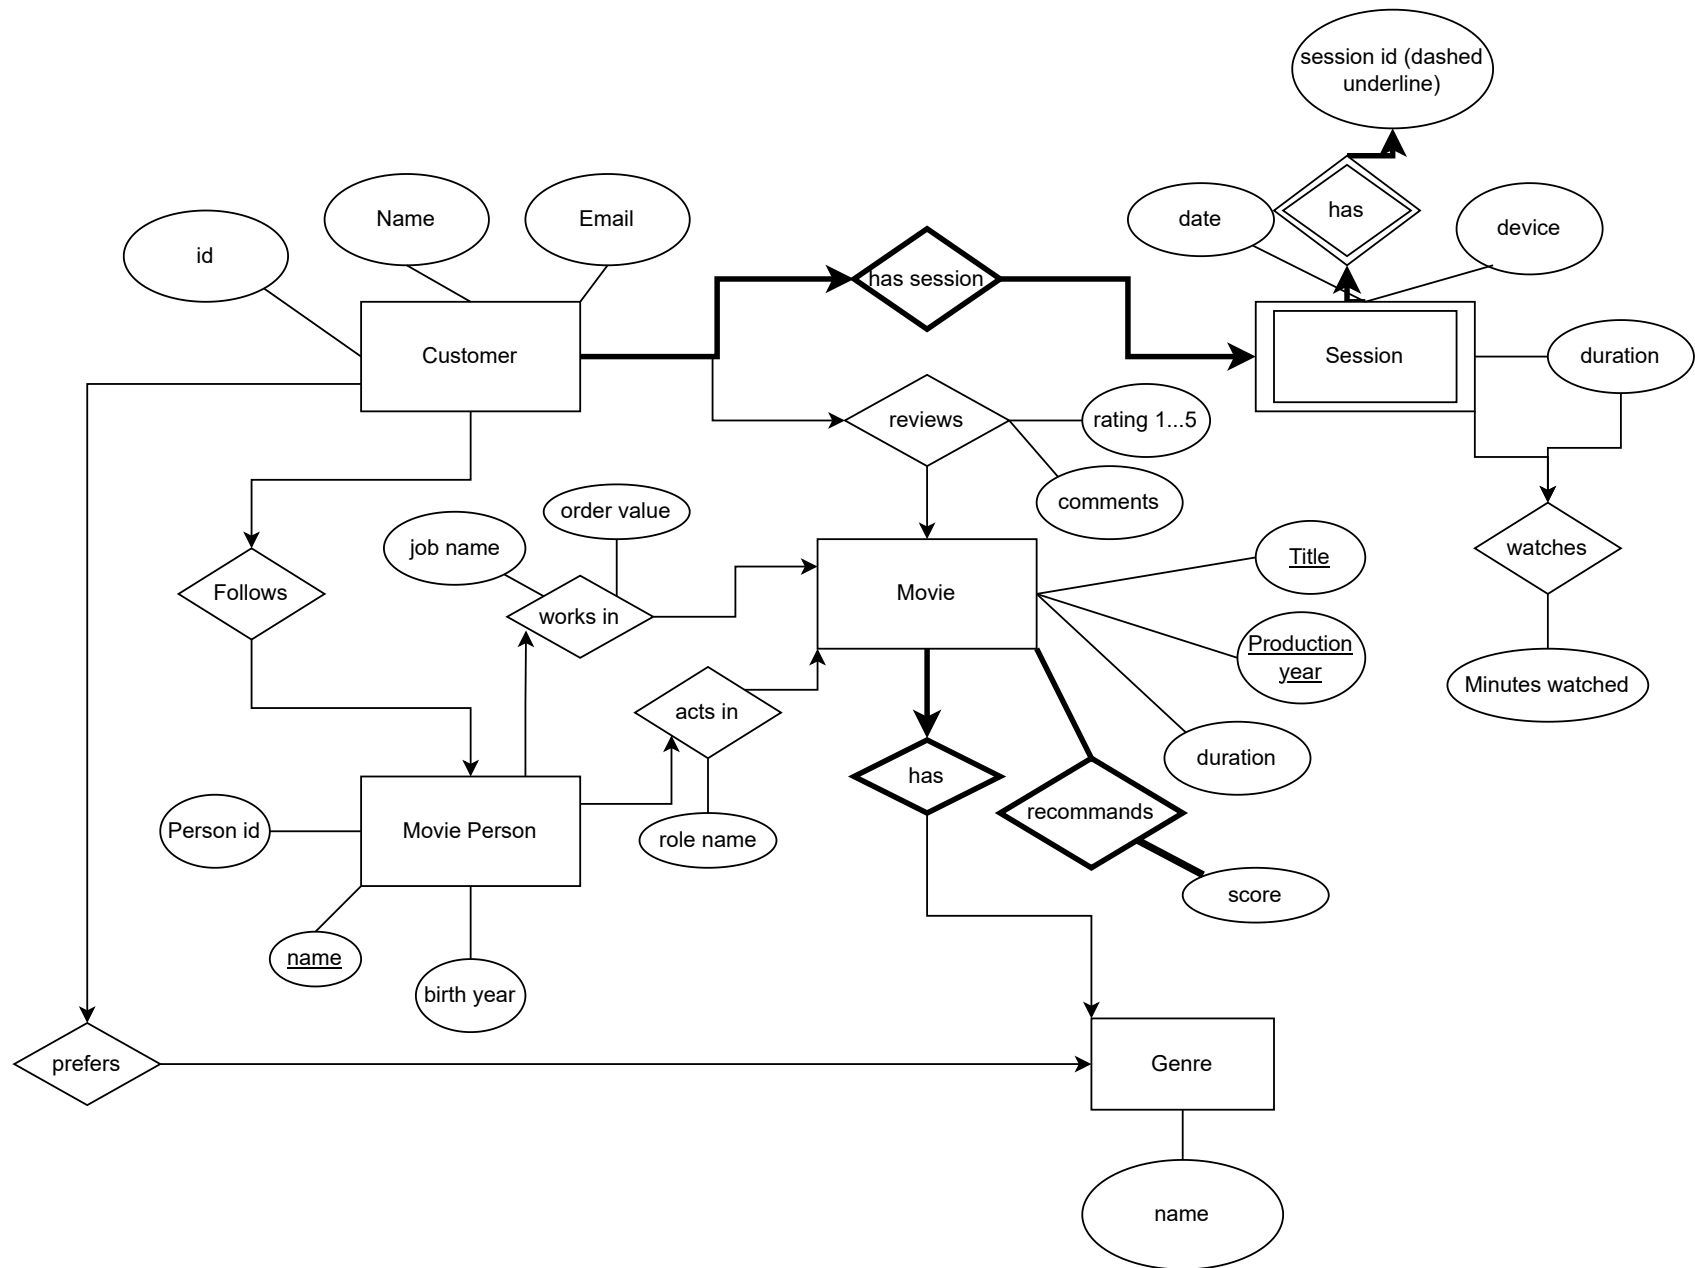 session id (dashed
underline)
Name
Email
date
has
device
id
has session
Customer
Session
duration
reviews
rating 1...5
comments
order value
job name
Title
watches
Follows
works in
Movie
Production
year
Minutes watched
acts in
duration
has
recommands
Person id
Movie Person
role name
score
name
birth year
prefers
Genre
name